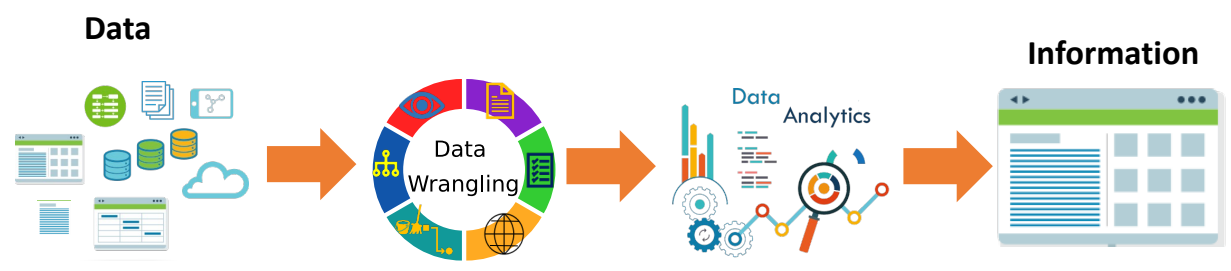 Data
Information
Data
Wrangling
Data
Analytics